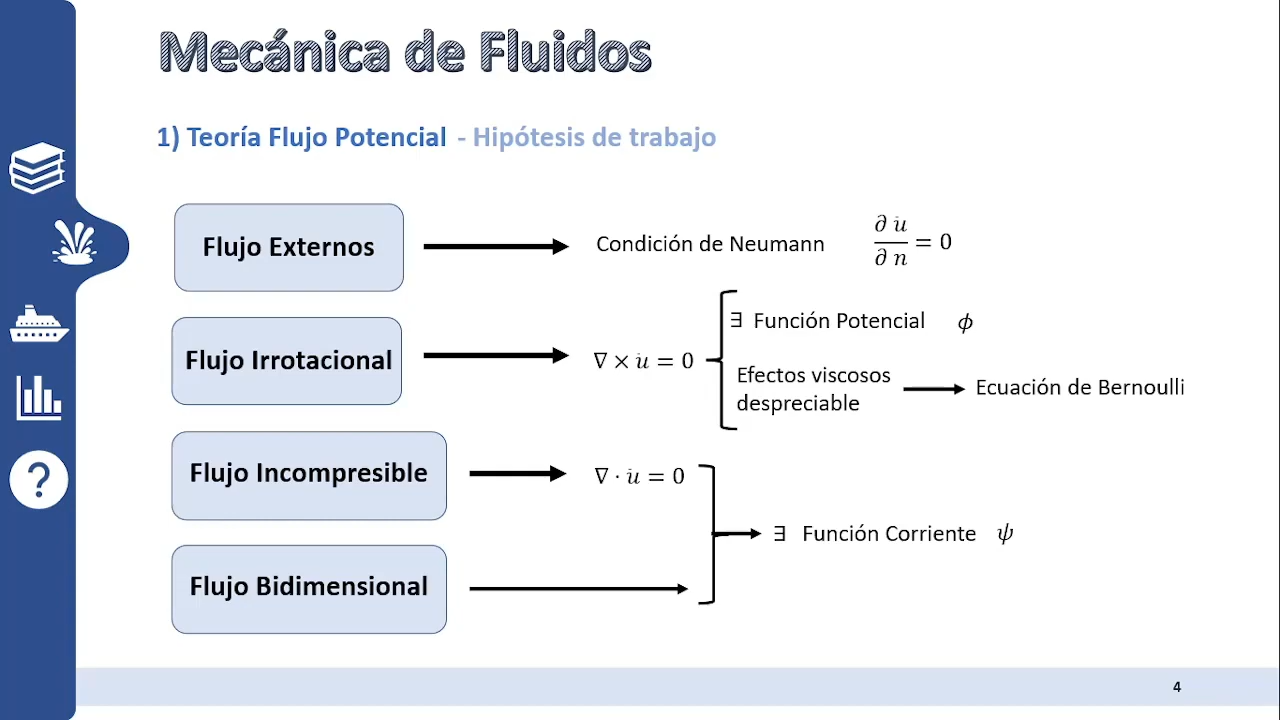 Mecánica de Fluidos
1) Teoría Flujo Potencial - Hipótesis de trabajo
Flujo Externos
Condición de Neumann ∂ u / ∂ n = 0
Flujo Irrotacional
∇ × u = 0
∃ Función Potencial ϕ
Efectos viscosos
despreciable
Ecuación de Bernoulli
Flujo Incompresible
∇ · u = 0
∃ Función Corriente ψ
Flujo Bidimensional
?
4